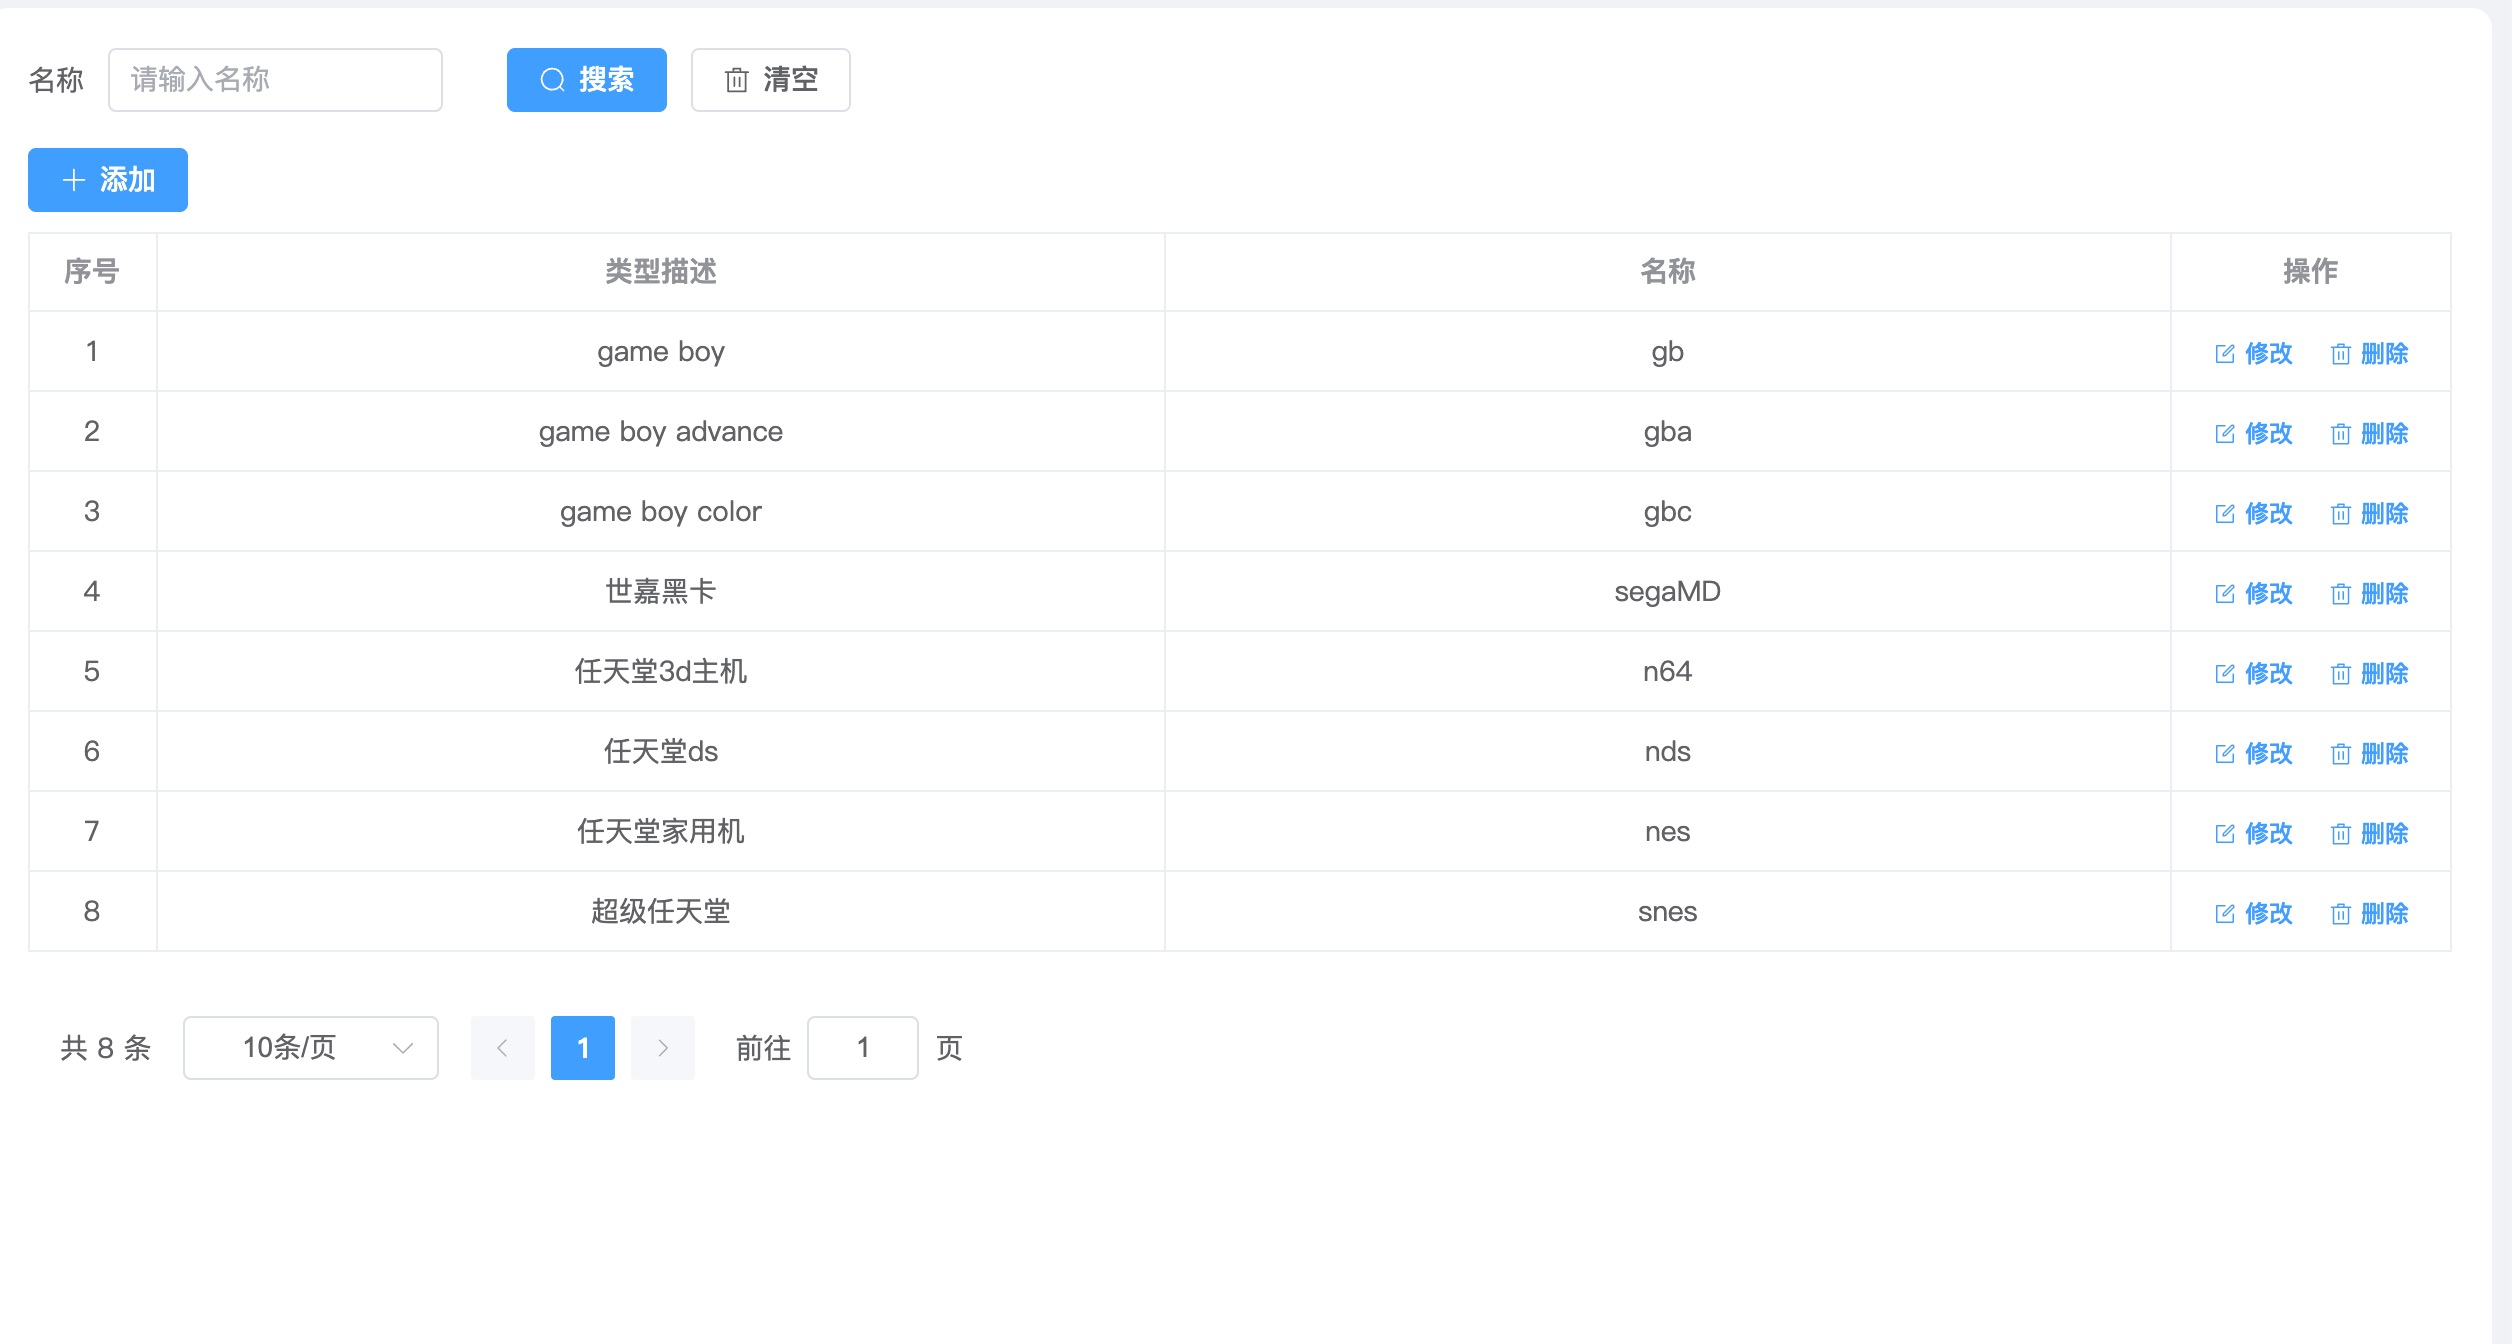 名称 请输入名称 搜索 清空
添加
序号 类型描述 名称 操作
1 game boy gb 修改 删除
2 game boy advance gba 修改 删除
3 game boy color gbc 修改 删除
4 世嘉黑卡 segaMD 修改 删除
5 任天堂3d主机 n64 修改 删除
6 任天堂ds nds 修改 删除
7 任天堂家用机 nes 修改 删除
8 超级任天堂 snes 修改 删除
共 8 条 10条/页 1 前往 1 页